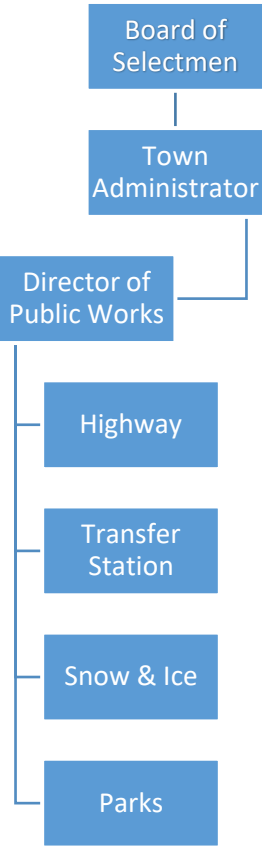 Board of
Selectmen
Town
Administrator
Director of
Public Works
Highway
Transfer
Station
Snow & Ice
Parks